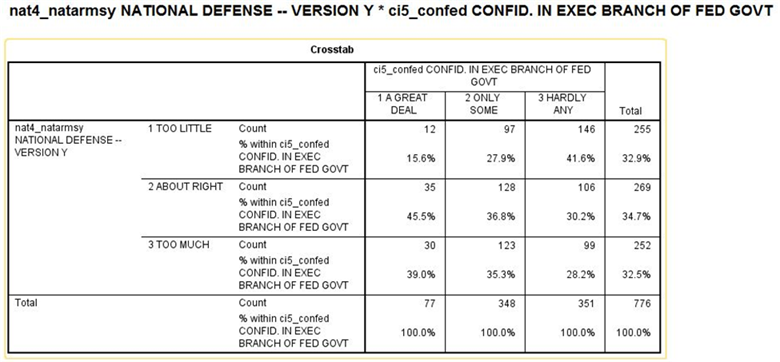 nat4_natarmsy NATIONAL DEFENSE -- VERSION Y * ci5_confed CONFID. IN EXEC BRANCH OF FED GOVT
Crosstab
ci5_confed CONFID. IN EXEC BRANCH OF FED
GOVT
1 A GREAT
DEAL
2 ONLY
SOME
3 HARDLY
ANY
Total
nat4_natarmsy
NATIONAL DEFENSE --
VERSION Y
1 TOO LITTLE
Count 12 97 146 255
% within ci5_confed
CONFID. IN EXEC
BRANCH OF FED GOVT
15.6% 27.9% 41.6% 32.9%
2 ABOUT RIGHT
Count 35 128 106 269
% within ci5_confed
CONFID. IN EXEC
BRANCH OF FED GOVT
45.5% 36.8% 30.2% 34.7%
3 TOO MUCH
Count 30 123 99 252
% within ci5_confed
CONFID. IN EXEC
BRANCH OF FED GOVT
39.0% 35.3% 28.2% 32.5%
Total
Count 77 348 351 776
% within ci5_confed
CONFID. IN EXEC
BRANCH OF FED GOVT
100.0% 100.0% 100.0% 100.0%